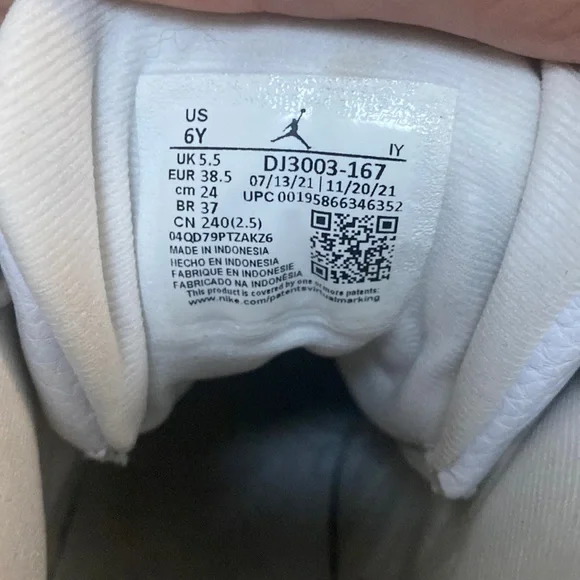 US
6Y
IY
UK 5.5
EUR 38.5
cm 24
BR 37
CN 240(2.5)
DJ3003-167
07/13/21 | 11/20/21
UPC 00195866346352
04QD79PTZAKZ6
MADE IN INDONESIA
HECHO EN INDONESIA
FABRIQUE EN INDONESIE
FABRICADO NA INDONESIA
This product is covered by one or more patents:
www.nike.com/patentsvirtualmarking